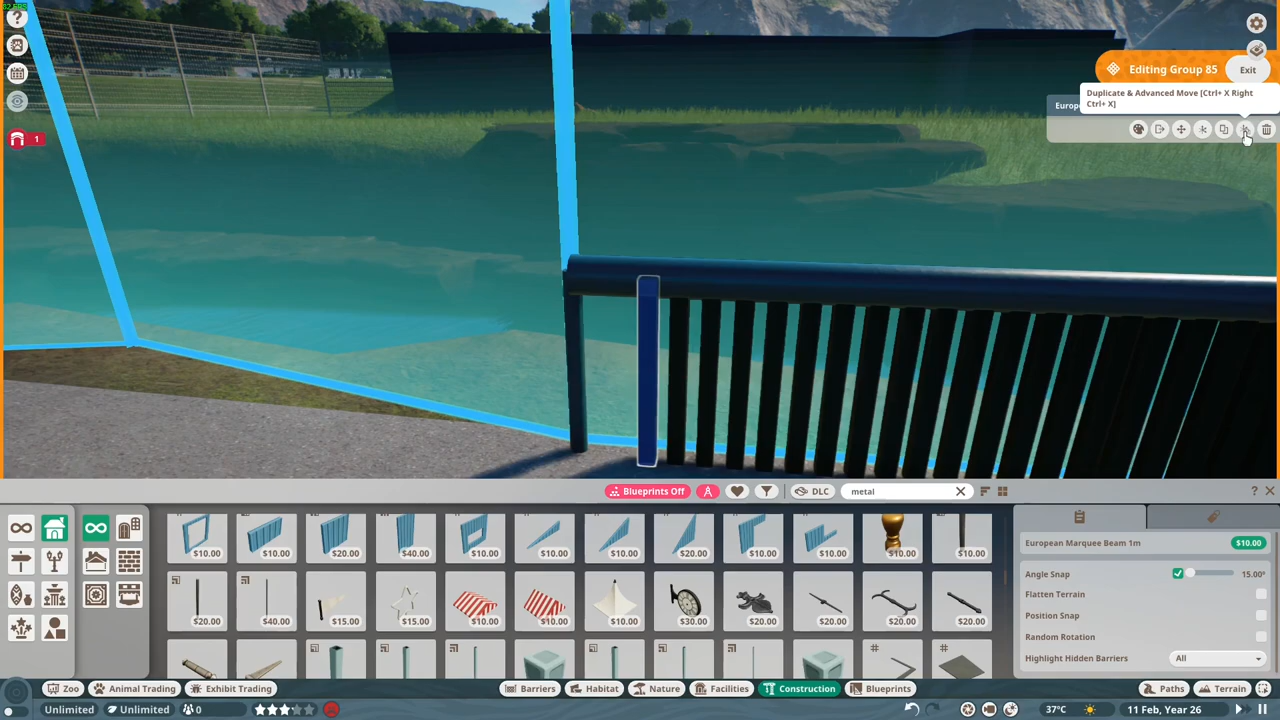 82 FPS
Editing Group 85
Exit
Duplicate & Advanced Move [Ctrl+ X Right
Ctrl+ X]
Europ
1
Blueprints Off
DLC
metal
$10.00
$10.00
$20.00
$40.00
$10.00
$10.00
$10.00
$20.00
$10.00
$10.00
$10.00
$10.00
$20.00
$40.00
$15.00
$15.00
$10.00
$10.00
$10.00
$30.00
$20.00
$20.00
$20.00
$20.00
European Marquee Beam 1m
$10.00
Angle Snap
15.00°
Flatten Terrain
Position Snap
Random Rotation
Highlight Hidden Barriers
All
Zoo
Animal Trading
Exhibit Trading
Barriers
Habitat
Nature
Facilities
Construction
Blueprints
Paths
Terrain
Unlimited
Unlimited
0
37°C
11 Feb, Year 26